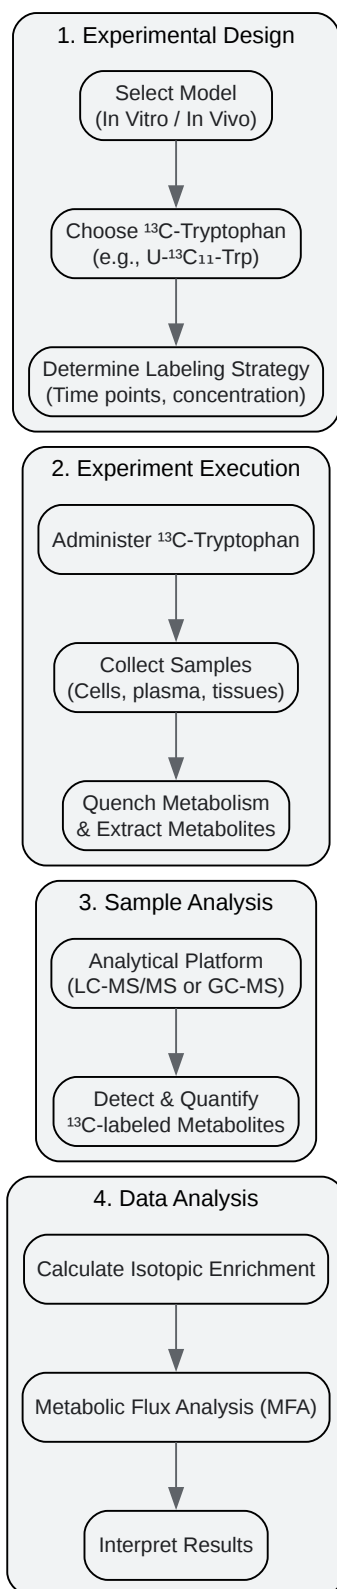 1. Experimental Design
Select Model
(In Vitro / In Vivo)
Choose ¹³C-Tryptophan
(e.g., U-¹³C₁₁-Trp)
Determine Labeling Strategy
(Time points, concentration)
2. Experiment Execution
Administer ¹³C-Tryptophan
Collect Samples
(Cells, plasma, tissues)
Quench Metabolism
& Extract Metabolites
3. Sample Analysis
Analytical Platform
(LC-MS/MS or GC-MS)
Detect & Quantify
¹³C-labeled Metabolites
4. Data Analysis
Calculate Isotopic Enrichment
Metabolic Flux Analysis (MFA)
Interpret Results